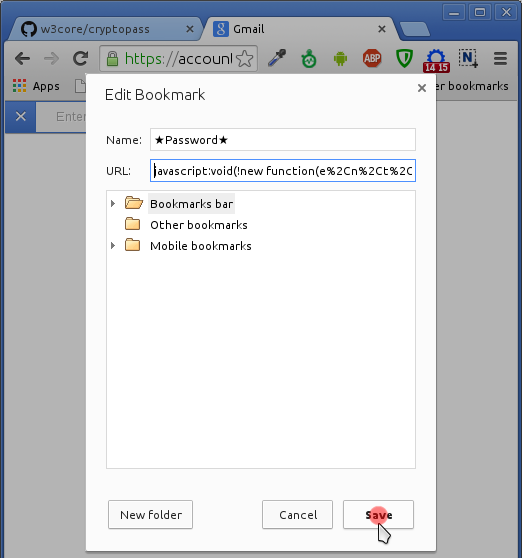 w3core/cryptopass
Gmail
https://accoun
ABP
14 15
N
Apps
er bookmarks
Enter
Edit Bookmark
Name: ★Password★
URL: javascript:void(!new function(e%2Cn%2Ct%2C
Bookmarks bar
Other bookmarks
Mobile bookmarks
New folder
Cancel
Save